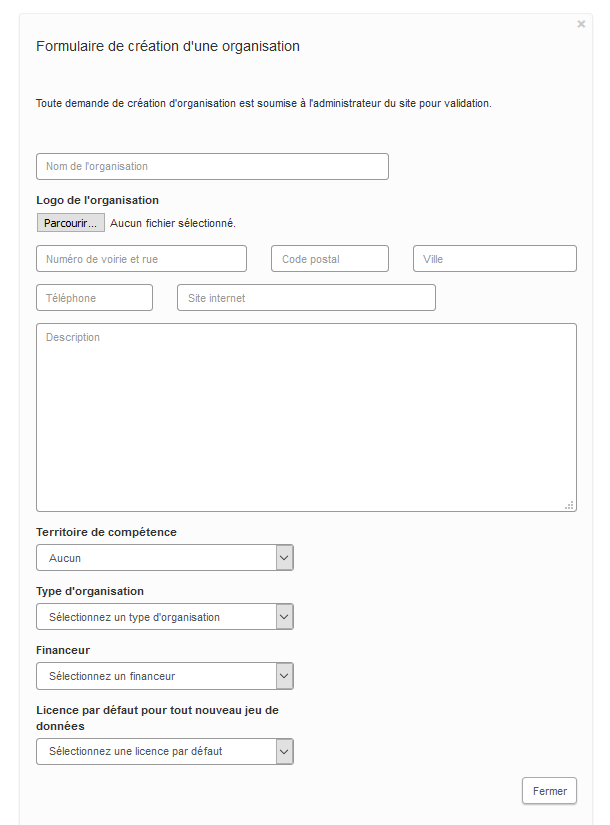 ×
Formulaire de création d'une organisation
Toute demande de création d'organisation est soumise à l'administrateur du site pour validation.
Nom de l'organisation
Logo de l'organisation
Parcourir... Aucun fichier sélectionné.
Numéro de voirie et rue Code postal Ville
Téléphone Site internet
Description
Territoire de compétence
Aucun
Type d'organisation
Sélectionnez un type d'organisation
Financeur
Sélectionnez un financeur
Licence par défaut pour tout nouveau jeu de
données
Sélectionnez une licence par défaut
Fermer